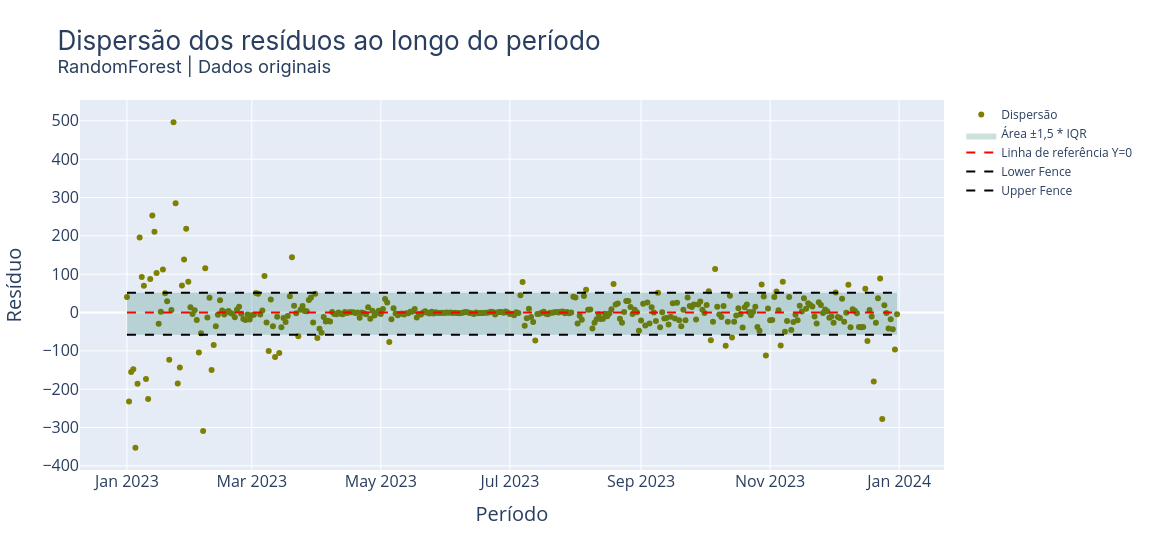 Dispersão dos resíduos ao longo do período
RandomForest | Dados originais
Resíduo
500
400
300
200
100
0
−100
−200
−300
−400
Jan 2023
Mar 2023
May 2023
Jul 2023
Sep 2023
Nov 2023
Jan 2024
Período
Dispersão
Área ±1,5 * IQR
Linha de referência Y=0
Lower Fence
Upper Fence